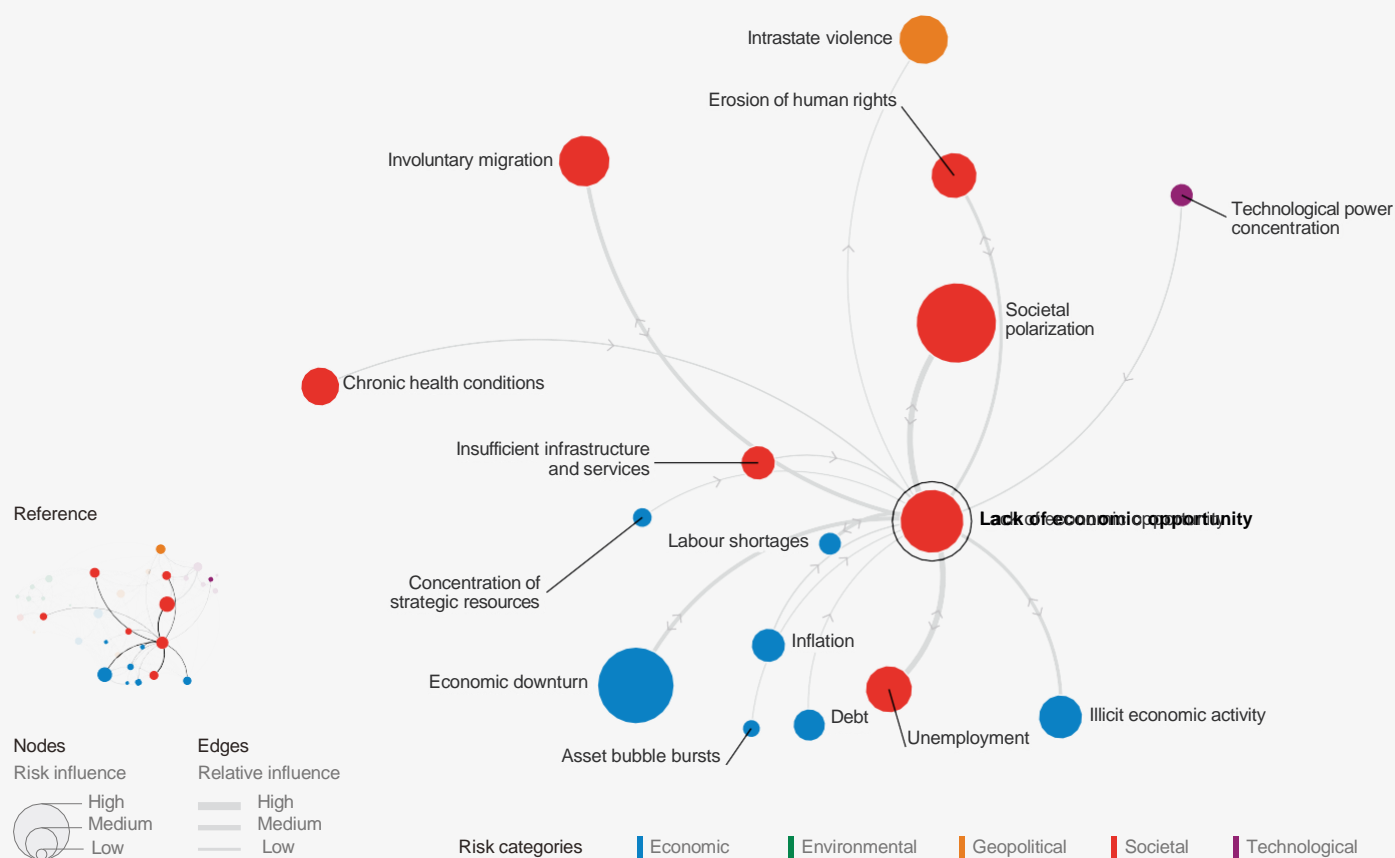 Intrastate violence
Erosion of human rights
Involuntary migration
Technological power
concentration
Societal
polarization
Chronic health conditions
Insufficient infrastructure
and services
Reference
Lack of economic opportunity
Labour shortages
Concentration of
strategic resources
Inflation
Economic downturn
Debt
Illicit economic activity
Unemployment
Asset bubble bursts
Nodes
Risk influence
High
Medium
Low
Edges
Relative influence
High
Medium
Low
Risk categories
Economic
Environmental
Geopolitical
Societal
Technological